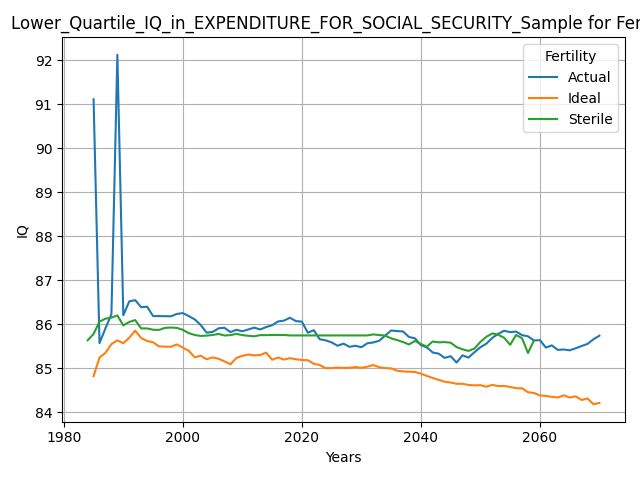 Lower_Quartile_IQ_in_EXPENDITURE_FOR_SOCIAL_SECURITY_Sample for Fer
Fertility
Actual
Ideal
Sterile
IQ
92
91
90
89
88
87
86
85
84
1980 2000 2020 2040 2060
Years